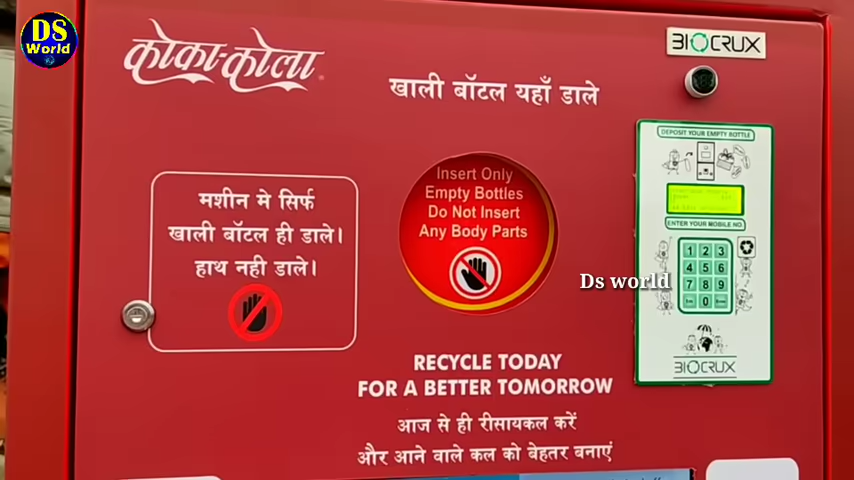 DS
World
कोका-कोला
BIOCRUX
खाली बॉटल यहाँ डाले
DEPOSIT YOUR EMPTY BOTTLE
Insert Only
Empty Bottles
Do Not Insert
Any Body Parts
मशीन मे सिर्फ
खाली बॉटल ही डाले।
हाथ नही डाले।
ENTER YOUR MOBILE NO.
1 2 3
4 5 6
7 8 9
0
Ds world
BIOCRUX
RECYCLE TODAY
FOR A BETTER TOMORROW
आज से ही रीसायकल करें
और आने वाले कल को बेहतर बनाएं